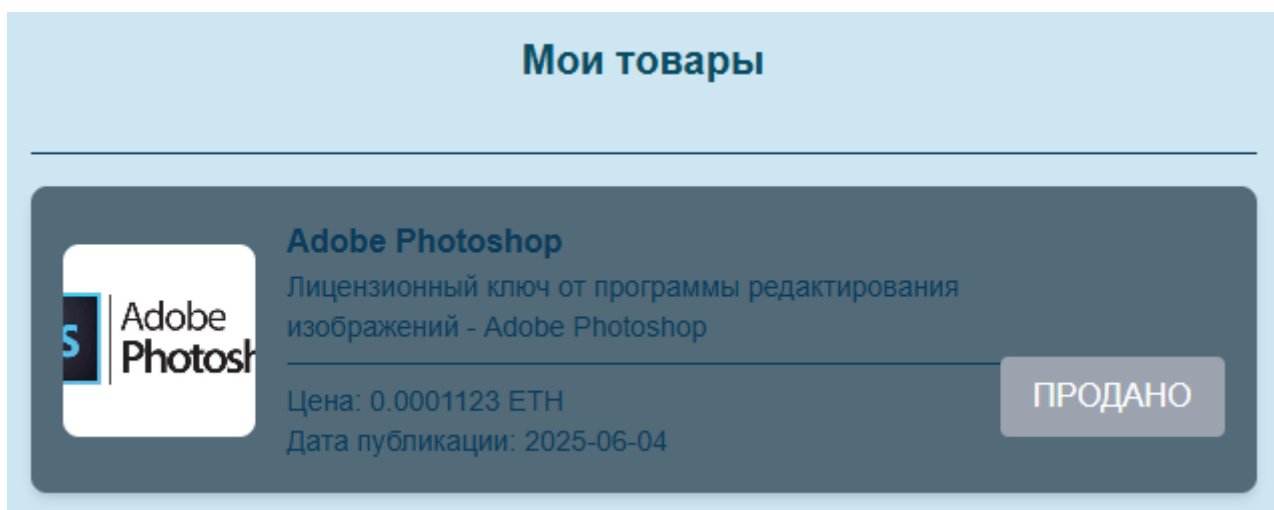 Мои товары
Adobe Photoshop
Лицензионный ключ от программы редактирования
изображений - Adobe Photoshop
S
Adobe
Photosh
Цена: 0.0001123 ETH
Дата публикации: 2025-06-04
ПРОДАНО